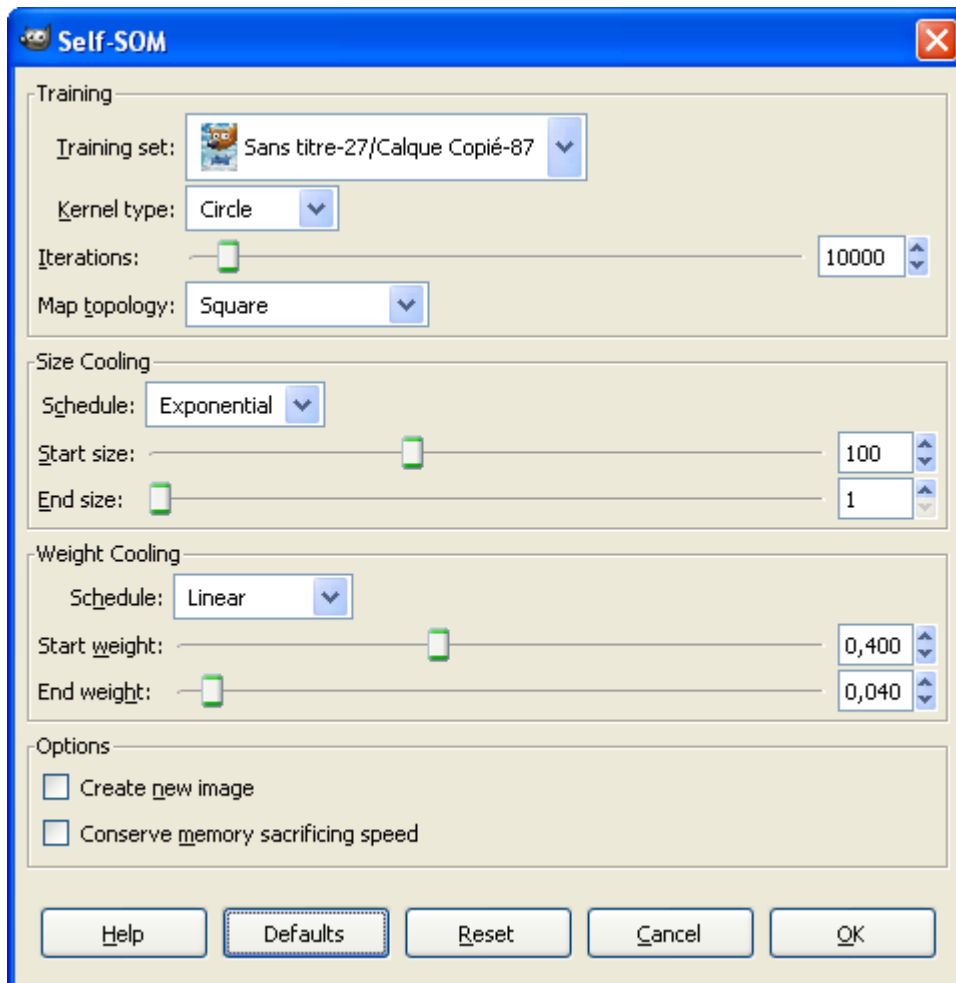 Self-SOM
Training
Training set: Sans titre-27/Calque Copié-87
Kernel type: Circle
Iterations: 10000
Map topology: Square
Size Cooling
Schedule: Exponential
Start size: 100
End size: 1
Weight Cooling
Schedule: Linear
Start weight: 0,400
End weight: 0,040
Options
Create new image
Conserve memory sacrificing speed
Help Defaults Reset Cancel OK